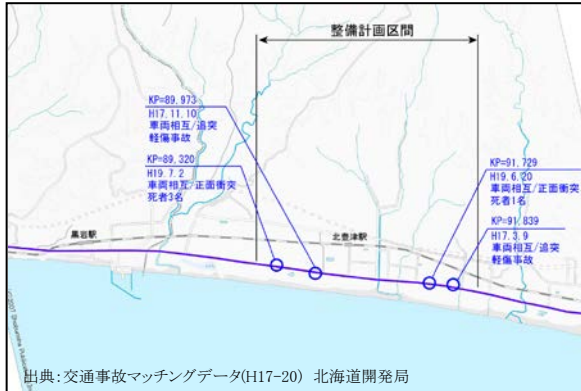 整備計画区間
KP=89.973
H17.11.10
車両相互/追突
軽傷事故
KP=89.320
H19.7.2
車両相互/正面衝突
死者3名
KP=91.729
H19.6.20
車両相互/正面衝突
死者1名
KP=91.839
H17.3.9
車両相互/追突
軽傷事故
黒岩駅
北豊津駅
出典:交通事故マッチングデータ(H17-20) 北海道開発局